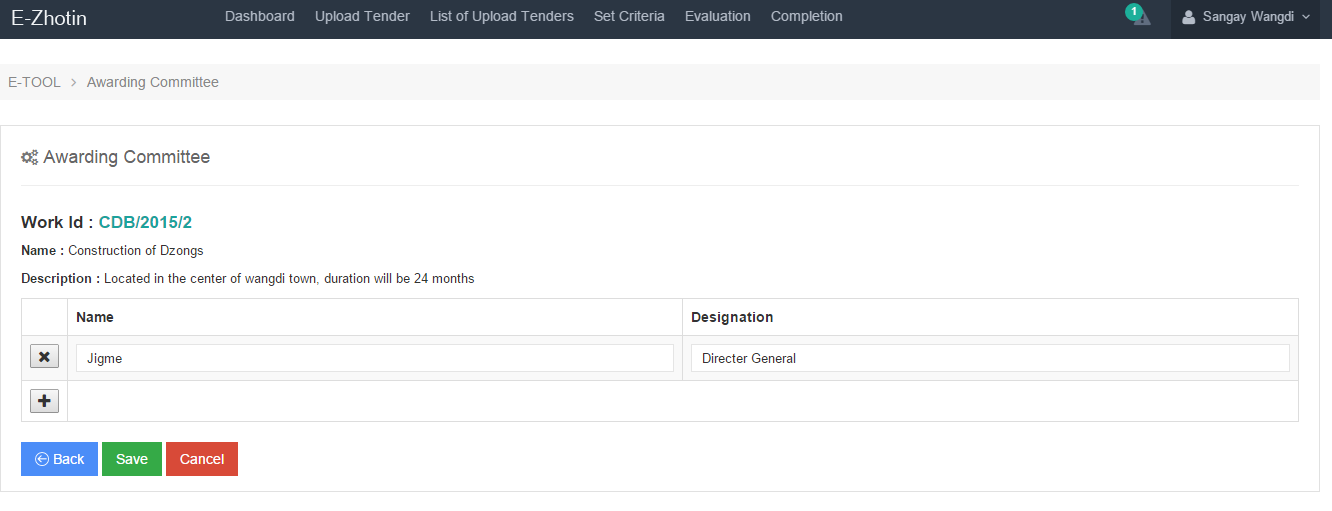 E-Zhotin Dashboard Upload Tender List of Upload Tenders Set Criteria Evaluation Completion 1 Sangay Wangdi
E-TOOL > Awarding Committee
Awarding Committee
Work Id : CDB/2015/2
Name : Construction of Dzongs
Description : Located in the center of wangdi town, duration will be 24 months
Name Designation
Jigme Directer General
Back Save Cancel